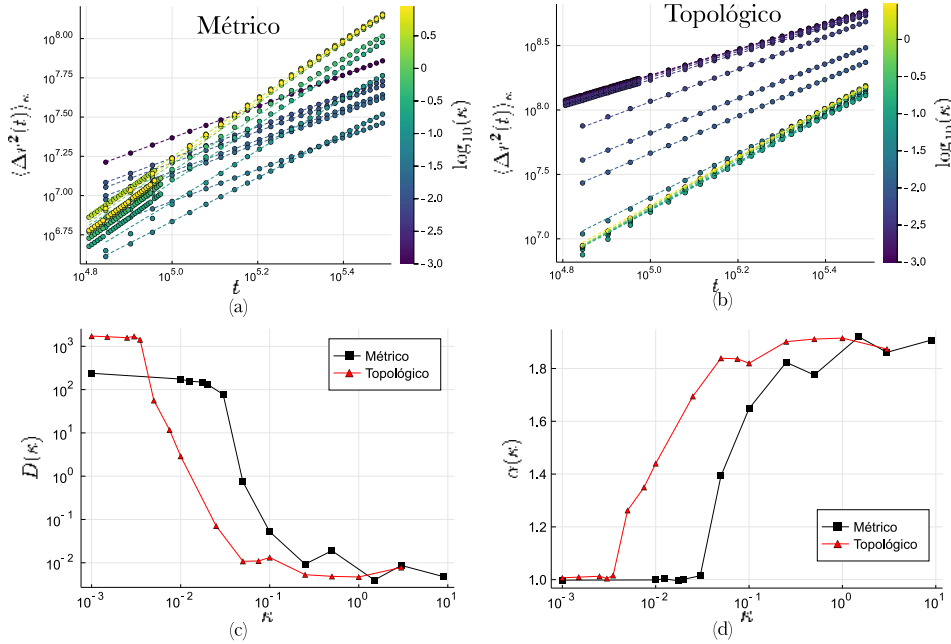 Métrico
10^8.00
10^7.75
10^7.50
10^7.25
10^7.00
10^6.75
⟨Δr²(t)⟩_κ
10^4.8
10^5.0
10^5.2
10^5.4
t
(a)
0.5
0.0
-0.5
-1.0
-1.5
-2.0
-2.5
-3.0
log₁₀(κ)
Topológico
10^8.5
10^8.0
10^7.5
10^7.0
⟨Δr²(t)⟩_κ
10^4.8
10^5.0
10^5.2
10^5.4
t
(b)
0
-0.5
-1.0
-1.5
-2.0
-2.5
-3.0
log₁₀(κ)
10^3
10^2
10^1
10^0
10^-1
10^-2
D(κ)
Métrico
Topológico
10^-3
10^-2
10^-1
10^0
10^1
κ
(c)
1.8
1.6
1.4
1.2
1.0
α(κ)
Métrico
Topológico
10^-3
10^-2
10^-1
10^0
10^1
κ
(d)